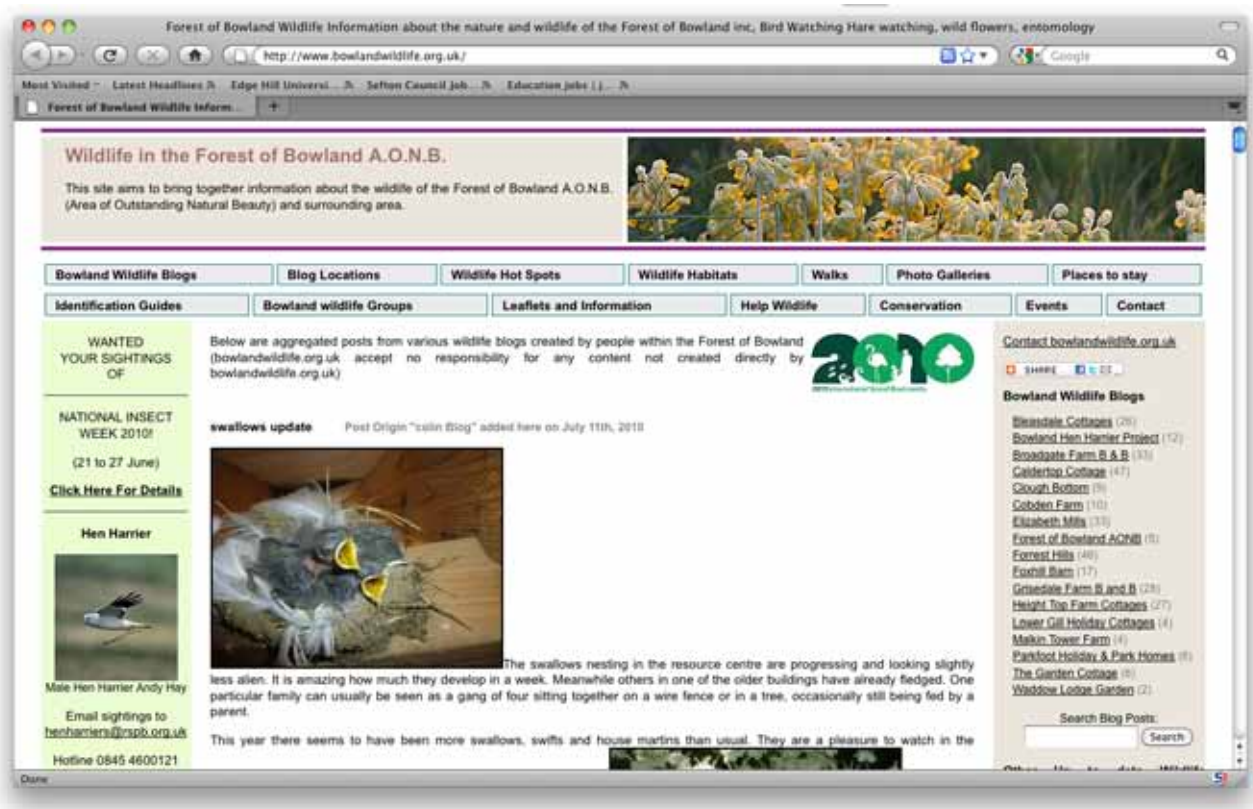 Forest of Bowland Wildlife Information about the nature and wildlife of the Forest of Bowland inc, Bird Watching Hare watching, wild flowers, entomology
http://www.bowlandwildlife.org.uk/
Google
Most Visited Latest Headlines Edge Hill Universi... Sefton Council Job... Education jobs | j...
Forest of Bowland Wildlife Inform...
Wildlife in the Forest of Bowland A.O.N.B.
This site aims to bring together information about the wildlife of the Forest of Bowland A.O.N.B.
(Area of Outstanding Natural Beauty) and surrounding area.
Bowland Wildlife Blogs Blog Locations Wildlife Hot Spots Wildlife Habitats Walks Photo Galleries Places to stay
Identification Guides Bowland wildlife Groups Leaflets and Information Help Wildlife Conservation Events Contact
WANTED
YOUR SIGHTINGS
OF
NATIONAL INSECT
WEEK 2010!
(21 to 27 June)
Click Here For Details
Hen Harrier
Male Hen Harrier Andy Hay
Email sightings to
henharriers@rspb.org.uk
Hotline 0845 4600121
Below are aggregated posts from various wildlife blogs created by people within the Forest of Bowland
(bowlandwildlife.org.uk accept no responsibility for any content not created directly by
bowlandwildlife.org.uk)
2010
swallows update Post Origin "colin Blog" added here on July 11th, 2010
The swallows nesting in the resource centre are progressing and looking slightly
less alien. It is amazing how much they develop in a week. Meanwhile others in one of the older buildings have already fledged. One
particular family can usually be seen as a gang of four sitting together on a wire fence or in a tree, occasionally still being fed by a
parent.
This year there seems to have been more swallows, swifts and house martins than usual. They are a pleasure to watch in the
Contact bowlandwildlife.org.uk
SHARE
Bowland Wildlife Blogs
Bleasdale Cottages (26)
Bowland Hen Harrier Project (12)
Broadgate Farm B & B (33)
Caldertop Cottage (47)
Clough Bottom (9)
Cobden Farm (10)
Elizabeth Mills (33)
Forest of Bowland AONB (5)
Forrest Hills (46)
Foxhill Barn (17)
Grisedale Farm B and B (28)
Height Top Farm Cottages (27)
Lower Gill Holiday Cottages (4)
Malkin Tower Farm (4)
Parkfoot Holiday & Park Homes
The Garden Cottage
Waddow Lodge Garden (2)
Search Blog Posts:
Search
Other Up to date Wildlife
Done